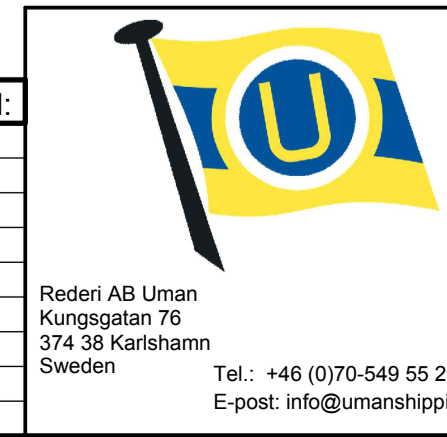 U
Rederi AB Uman
Kungsgatan 76
374 38 Karlshamn
Sweden
Tel.: +46 (0)70-549 55 2
E-post: info@umanshippi